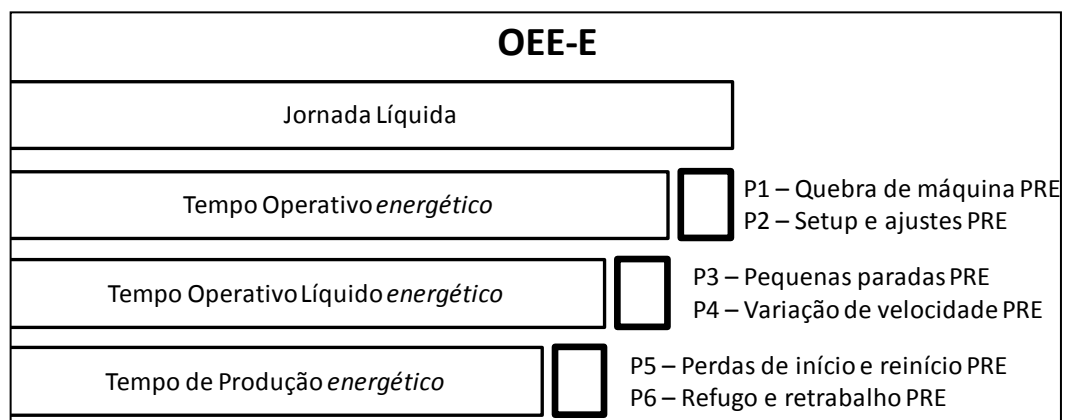 OEE-E
Jornada Líquida
Tempo Operativo energético
P1 – Quebra de máquina PRE
P2 – Setup e ajustes PRE
Tempo Operativo Líquido energético
P3 – Pequenas paradas PRE
P4 – Variação de velocidade PRE
Tempo de Produção energético
P5 – Perdas de início e reinício PRE
P6 – Refugo e retrabalho PRE